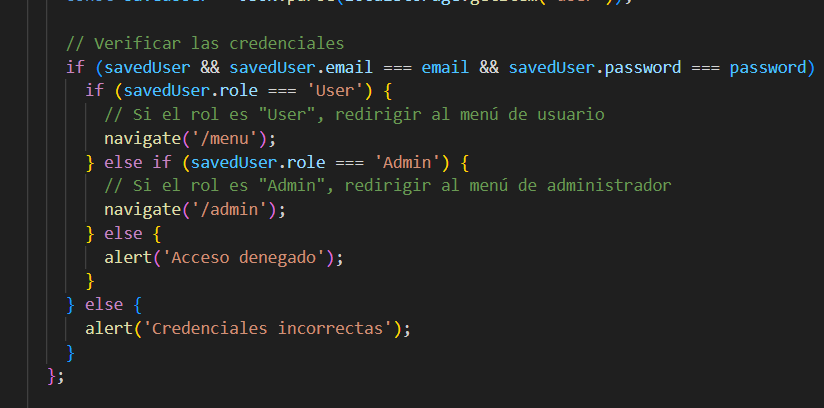 // Verificar las credenciales
if (savedUser && savedUser.email === email && savedUser.password === password)
if (savedUser.role === 'User') {
// Si el rol es "User", redirigir al menú de usuario
navigate('/menu');
} else if (savedUser.role === 'Admin') {
// Si el rol es "Admin", redirigir al menú de administrador
navigate('/admin');
} else {
alert('Acceso denegado');
}
} else {
alert('Credenciales incorrectas');
}
};